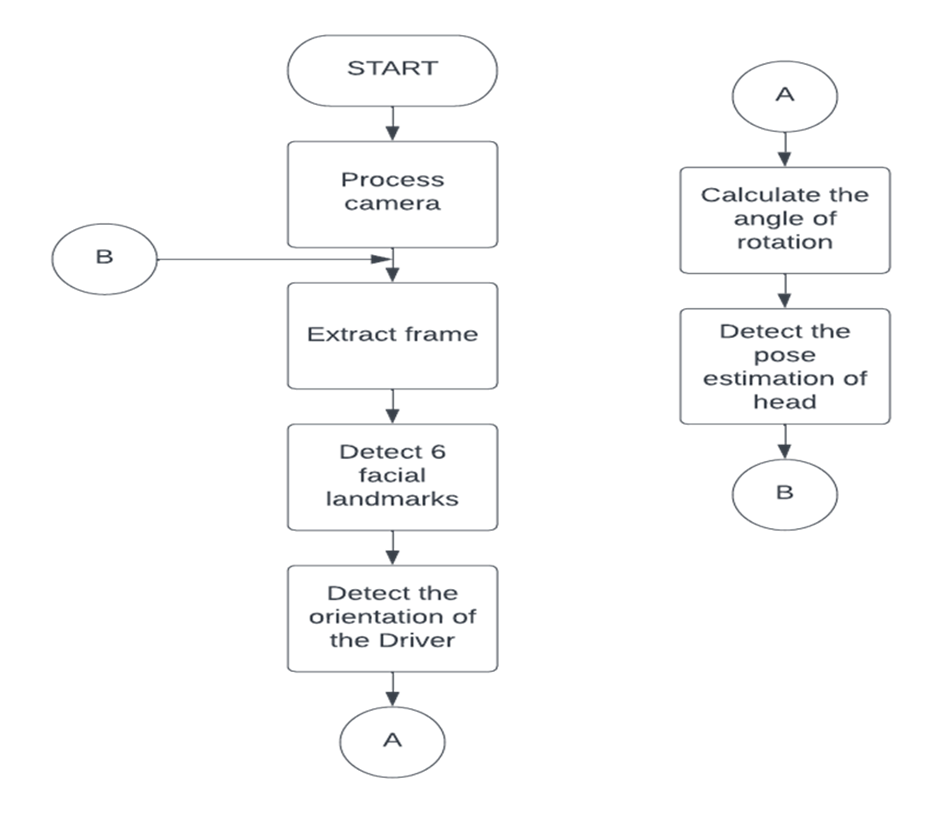 START
Process
camera
B
Extract frame
Detect 6
facial
landmarks
Detect the
orientation of
the Driver
A
A
Calculate the
angle of
rotation
Detect the
pose
estimation of
head
B